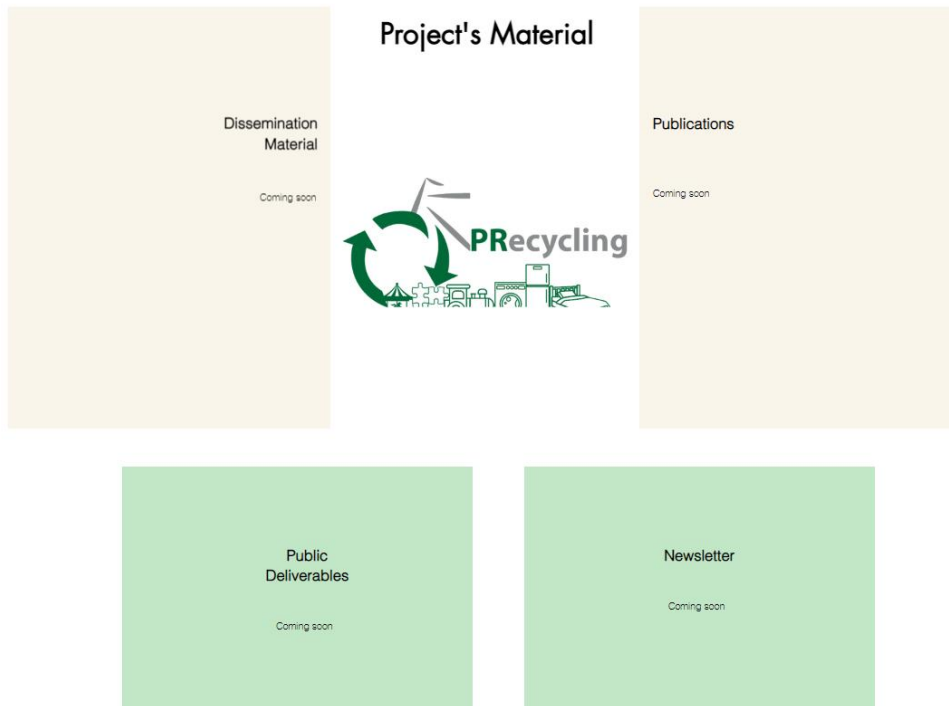 Project's Material
Dissemination
Material
Coming soon
Publications
Coming soon
PRecycling
Public
Deliverables
Coming soon
Newsletter
Coming soon